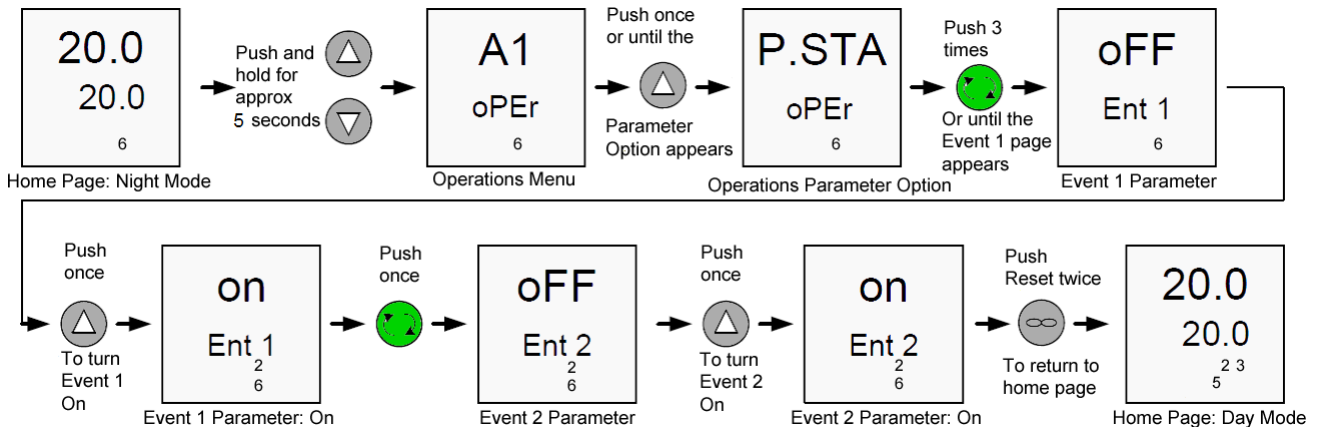 20.0
20.0
6
Home Page: Night Mode
Push and
hold for
approx
5 seconds
A1
oPEr
6
Operations Menu
Push once
or until the
Parameter
Option appears
P.STA
oPEr
6
Operations Parameter Option
Push 3
times
Or until the
Event 1 page
appears
oFF
Ent 1
6
Event 1 Parameter
Push
once
To turn
Event 1
On
on
Ent 1
2
6
Event 1 Parameter: On
Push
once
oFF
Ent 2
2
6
Event 2 Parameter
Push
once
To turn
Event 2
On
on
Ent 2
2
6
Event 2 Parameter: On
Push
Reset twice
To return to
home page
20.0
20.0
2 3
5
Home Page: Day Mode